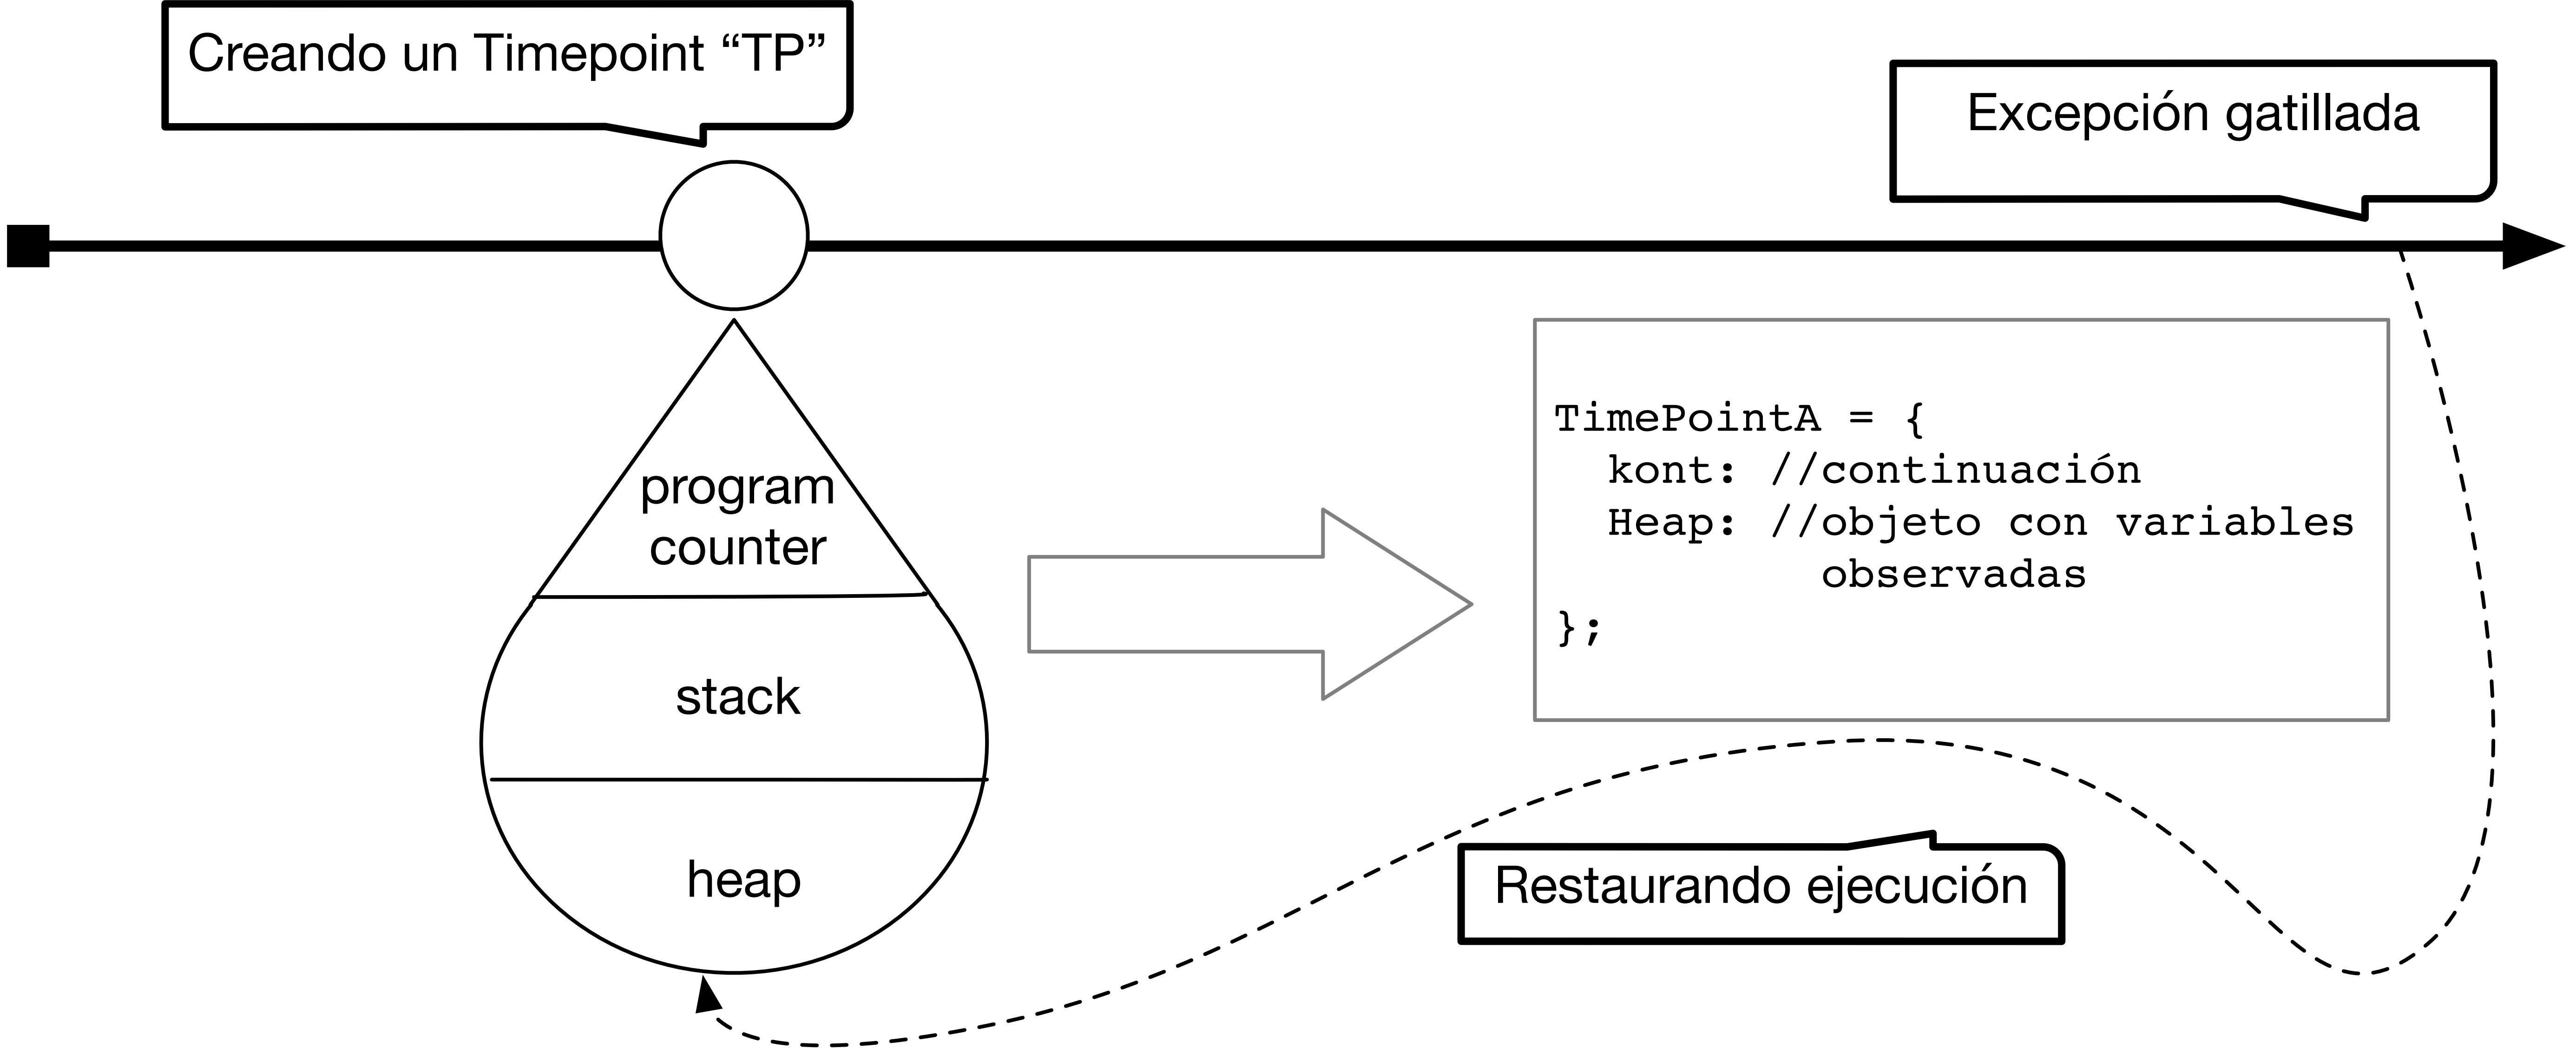 Creando un Timepoint “TP”
Excepción gatillada
program
counter
stack
heap
TimePointA = {
kont: //continuación
Heap: //objeto con variables
observadas
};
Restaurando ejecución